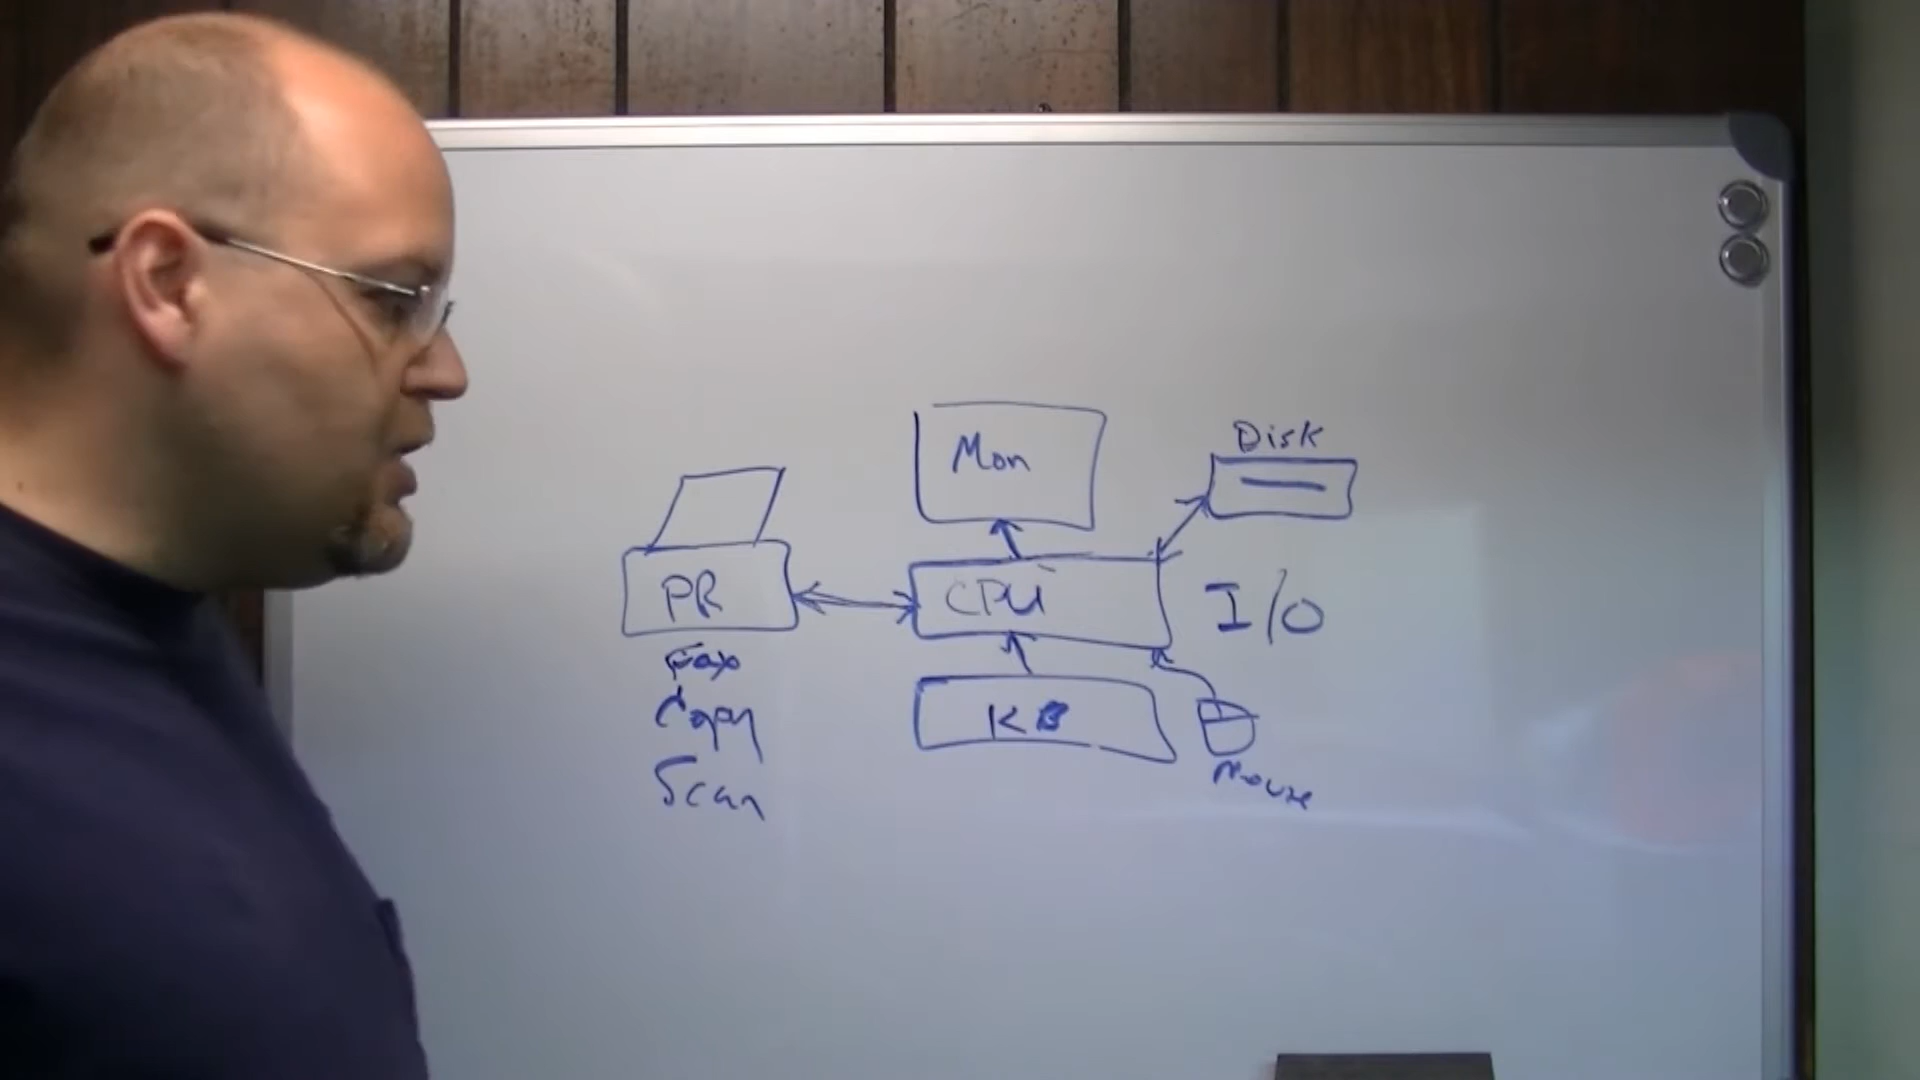 Mon
Disk
PR
CPU
I/O
Fax
Copy
Scan
KB
Mouse